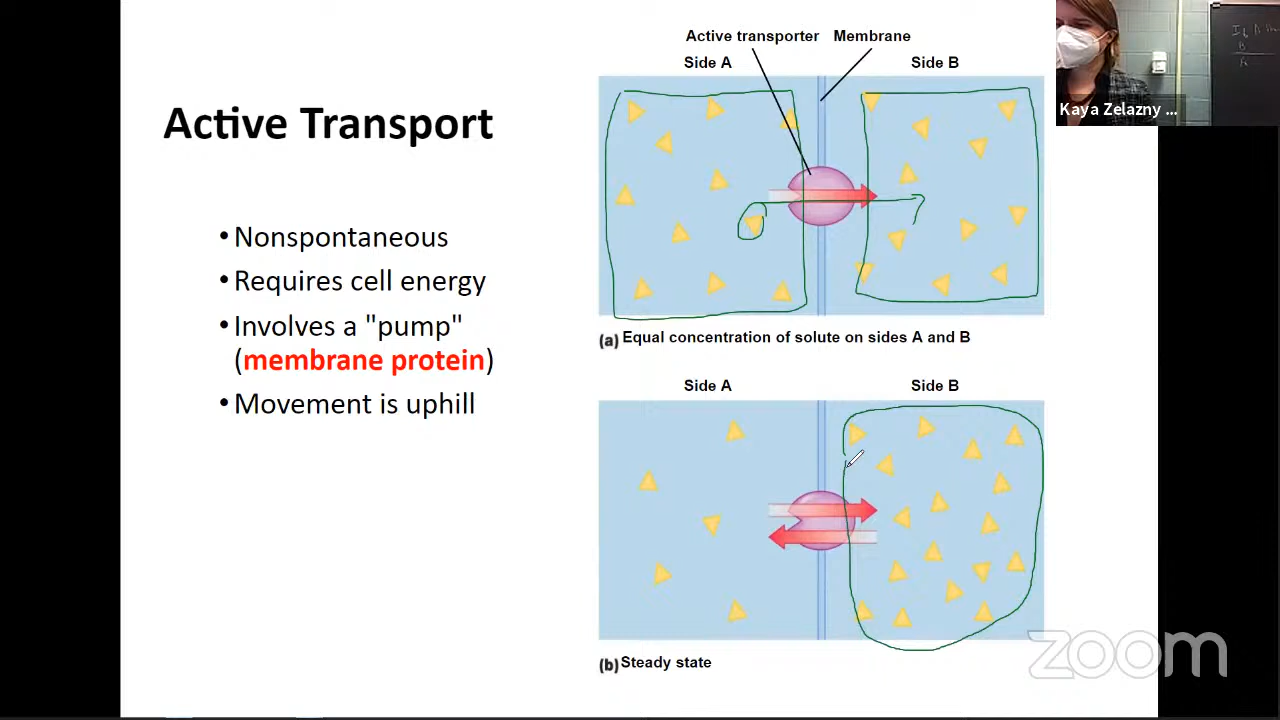 Active Transport
• Nonspontaneous
• Requires cell energy
• Involves a "pump"
(membrane protein)
• Movement is uphill
Active transporter Membrane
Side A Side B
(a) Equal concentration of solute on sides A and B
Side A Side B
(b) Steady state
Kaya Zelazny ...
zoom